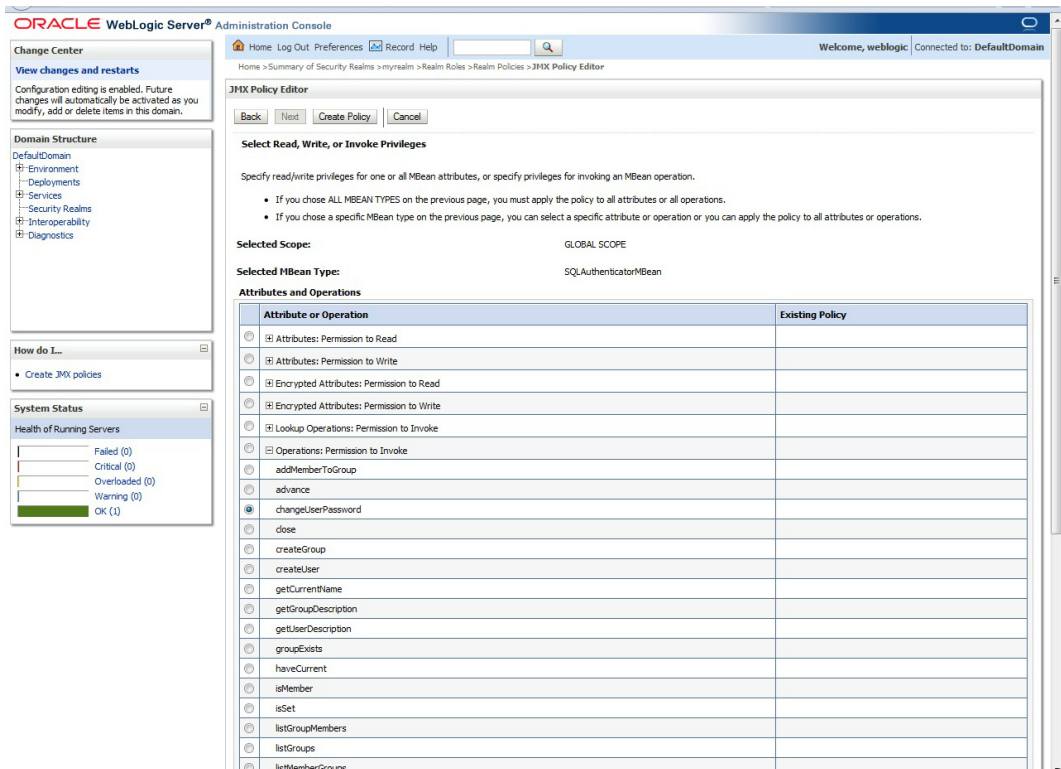 ORACLE WebLogic Server® Administration Console
Change Center
View changes and restarts
Configuration editing is enabled. Future
changes will automatically be activated as you
modify, add or delete items in this domain.
Domain Structure
DefaultDomain
Environment
Deployments
Services
Security Realms
Interoperability
Diagnostics
How do I...
Create JMX policies
System Status
Health of Running Servers
Failed (0)
Critical (0)
Overloaded (0)
Warning (0)
OK (1)
Home Log Out Preferences Record Help
Welcome, weblogic Connected to: DefaultDomain
Home >Summary of Security Realms >myrealm >Realm Roles >Realm Policies >JMX Policy Editor
JMX Policy Editor
Back Next Create Policy Cancel
Select Read, Write, or Invoke Privileges
Specify read/write privileges for one or all MBean attributes, or specify privileges for invoking an MBean operation.
If you chose ALL MBEAN TYPES on the previous page, you must apply the policy to all attributes or all operations.
If you chose a specific MBean type on the previous page, you can select a specific attribute or operation or you can apply the policy to all attributes or operations.
Selected Scope: GLOBAL SCOPE
Selected MBean Type: SQLAuthenticatorMBean
Attributes and Operations
Attribute or Operation Existing Policy
Attributes: Permission to Read
Attributes: Permission to Write
Encrypted Attributes: Permission to Read
Encrypted Attributes: Permission to Write
Lookup Operations: Permission to Invoke
Operations: Permission to Invoke
addMemberToGroup
advance
changeUserPassword
close
createGroup
createUser
getCurrentName
getGroupDescription
getUserDescription
groupExists
haveCurrent
isMember
isSet
listGroupMembers
listGroups
listMemberGroups